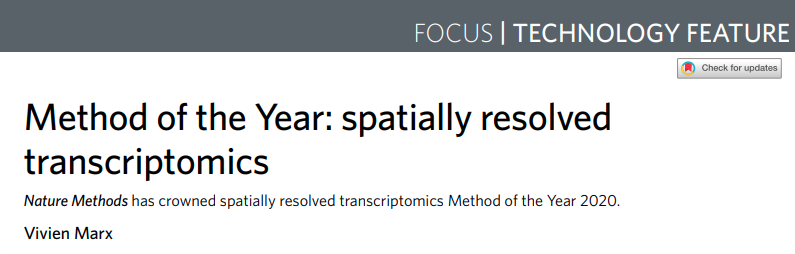 FOCUS | TECHNOLOGY FEATURE
Check for updates
Method of the Year: spatially resolved
transcriptomics
Nature Methods has crowned spatially resolved transcriptomics Method of the Year 2020.
Vivien Marx